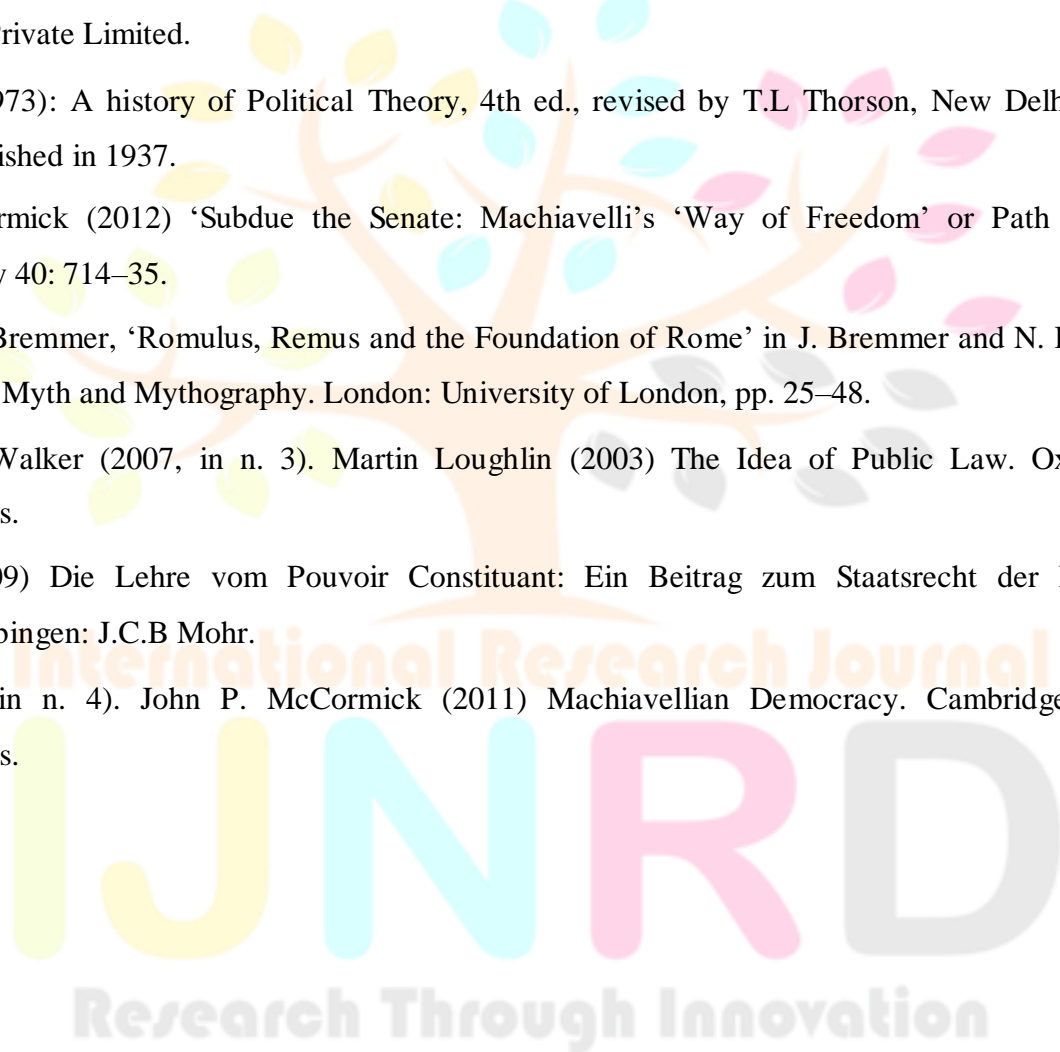 Private Limited.
973): A history of Political Theory, 4th ed., revised by T.L Thorson, New Delh
ished in 1937.
rmick (2012) ‘Subdue the Senate: Machiavelli’s ‘Way of Freedom’ or Path
y 40: 714–35.
Bremmer, ‘Romulus, Remus and the Foundation of Rome’ in J. Bremmer and N.
Myth and Mythography. London: University of London, pp. 25–48.
Walker (2007, in n. 3). Martin Loughlin (2003) The Idea of Public Law. Ox
s.
09) Die Lehre vom Pouvoir Constituant: Ein Beitrag zum Staatsrecht der
bingen: J.C.B Mohr.
International Research Journal
in n. 4). John P. McCormick (2011) Machiavellian Democracy. Cambridge
s.
IJNRD
Research Through Innovation